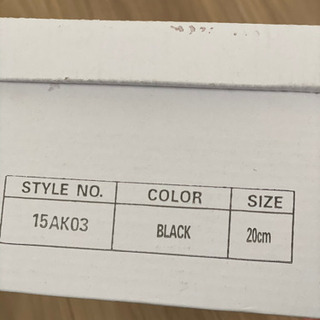 STYLE NO. COLOR SIZE
15AK03 BLACK 20cm